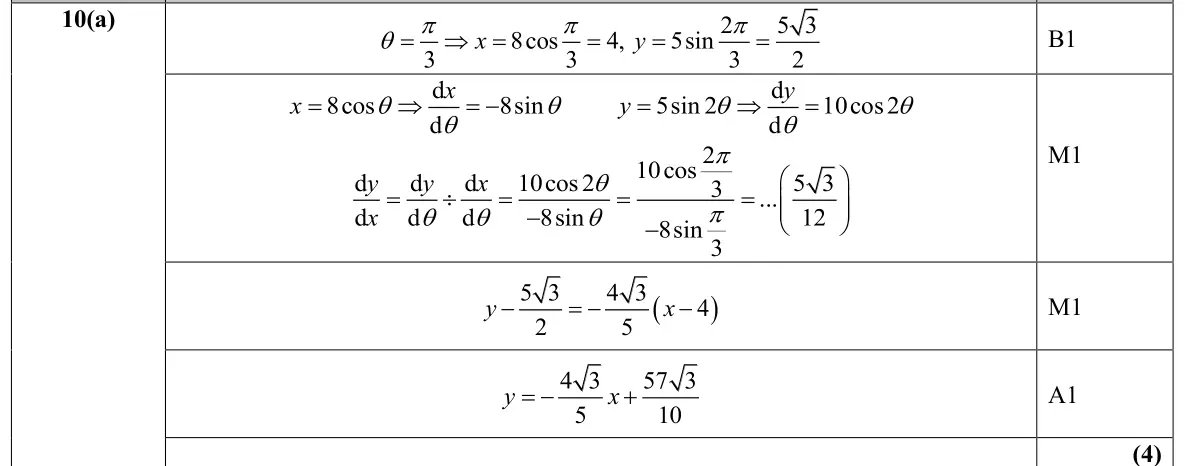 10(a)
θ = π/3 ⇒ x = 8cos π/3 = 4, y = 5sin 2π/3 = 5√3/2 B1
x = 8cosθ ⇒ dx/dθ = −8sinθ y = 5sin2θ ⇒ dy/dθ = 10cos2θ
M1
dy/dx = dy/dθ ÷ dx/dθ = 10cos2θ/−8sinθ = 10cos 2π/3 / −8sin π/3 = ...(5√3/12)
y − 5√3/2 = −4√3/5 (x − 4) M1
y = −4√3/5 x + 57√3/10 A1
(4)